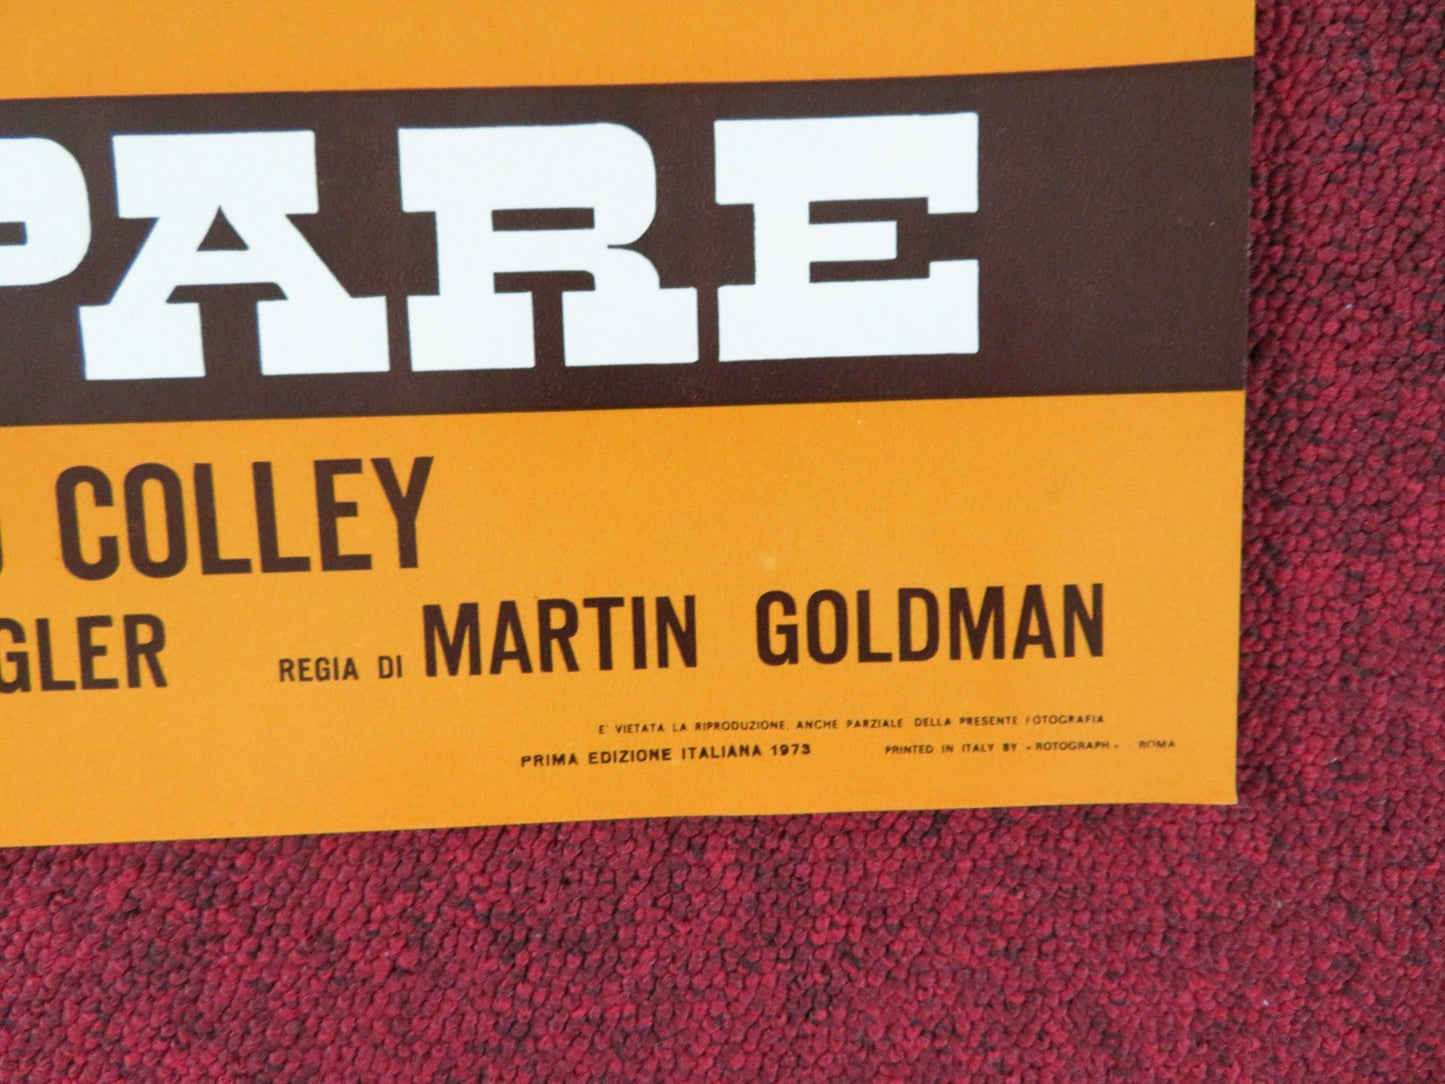 PARE
COLLEY
GLER REGIA DI MARTIN GOLDMAN
E' VIETATA LA RIPRODUZIONE, ANCHE PARZIALE DELLA PRESENTE FOTOGRAFIA
PRIMA EDIZIONE ITALIANA 1973 PRINTED IN ITALY BY « ROTOGRAPH » - ROMA